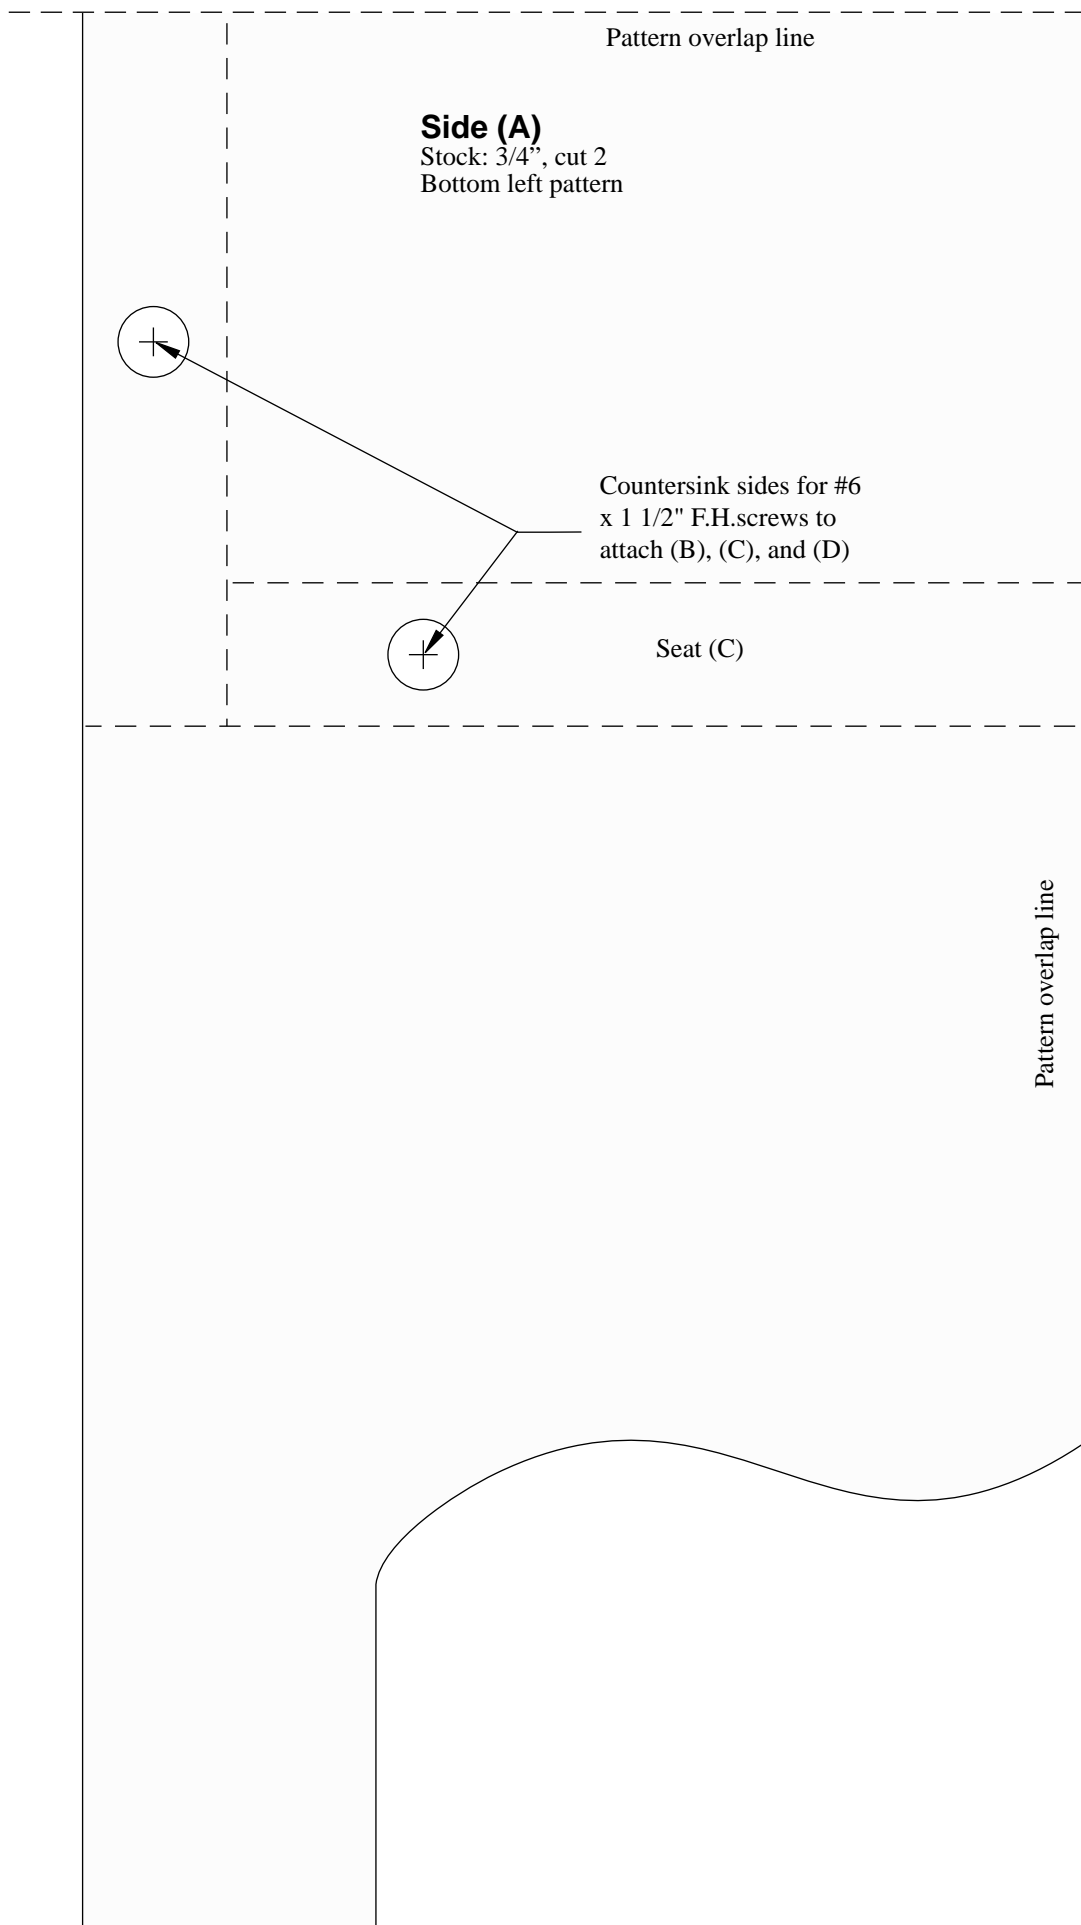 Pattern overlap line
Side (A)
Stock: 3/4”, cut 2
Bottom left pattern
Countersink sides for #6
x 1 1/2" F.H.screws to
attach (B), (C), and (D)
Seat (C)
Pattern overlap line